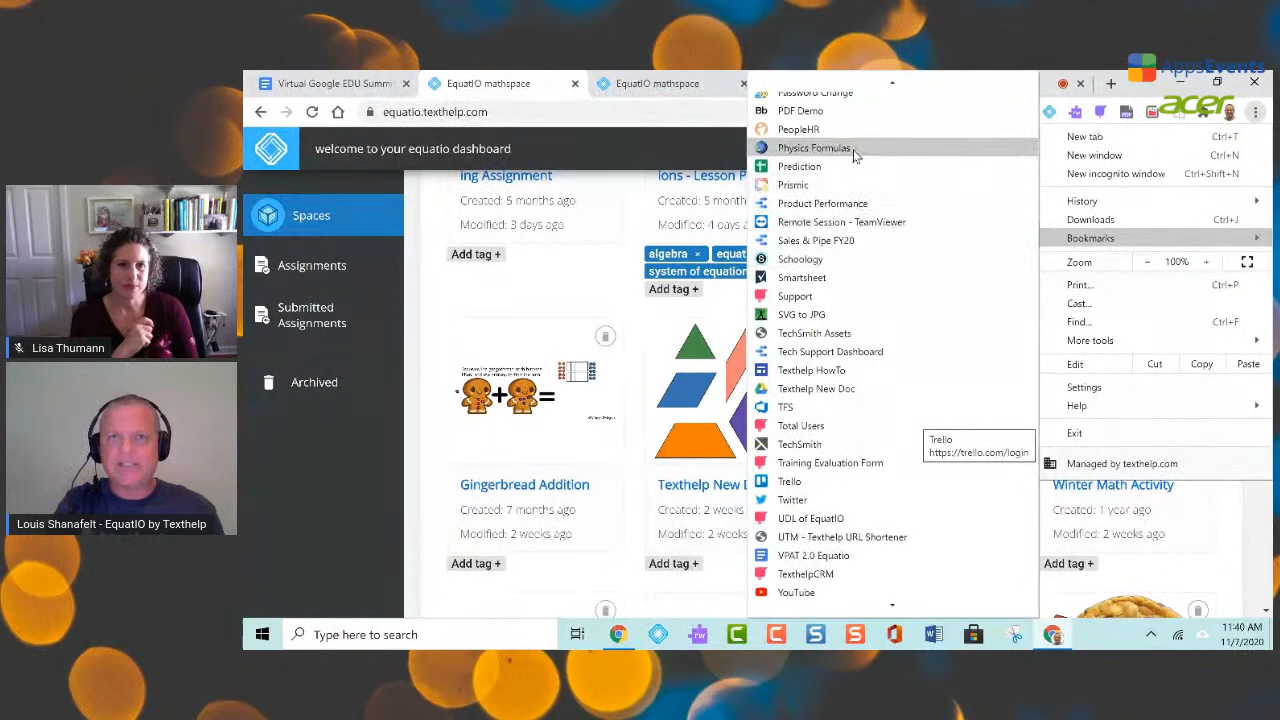 AppsEvents
acer
Virtual Google EDU Summi
EquatIO mathspace
EquatIO mathspace
equatio.texthelp.com
welcome to your equatio dashboard
Spaces
Assignments
Submitted
Assignments
Archived
ing Assignment
Created: 5 months ago
Modified: 3 days ago
Add tag +
ions - Lesson P
Created: 5 months ago
Modified: 4 days ago
algebra ×
equat
system of equation
Add tag +
Gingerbread Addition
Created: 7 months ago
Modified: 2 weeks ago
Add tag +
Texthelp New D
Created: 2 weeks
Modified: 2 weeks
Add tag +
Winter Math Activity
Created: 1 year ago
Modified: 2 weeks ago
Add tag +
Password Change
Bb PDF Demo
PeopleHR
Physics Formulas
Prediction
Prismic
Product Performance
Remote Session - TeamViewer
Sales & Pipe FY20
Schoology
Smartsheet
Support
SVG to JPG
TechSmith Assets
Tech Support Dashboard
Texthelp HowTo
Texthelp New Doc
TFS
Total Users
TechSmith
Training Evaluation Form
Trello
Twitter
UDL of EquatIO
UTM - Texthelp URL Shortener
VPAT 2.0 Equatio
TexthelpCRM
YouTube
Trello
https://trello.com/login
New tab Ctrl+T
New window Ctrl+N
New incognito window Ctrl+Shift+N
History
Downloads Ctrl+J
Bookmarks
Zoom − 100% +
Print... Ctrl+P
Cast...
Find... Ctrl+F
More tools
Edit Cut Copy Paste
Settings
Help
Exit
Managed by texthelp.com
Lisa Thumann
Louis Shanafelt - EquatIO by Texthelp
Type here to search
11:40 AM
11/7/2020